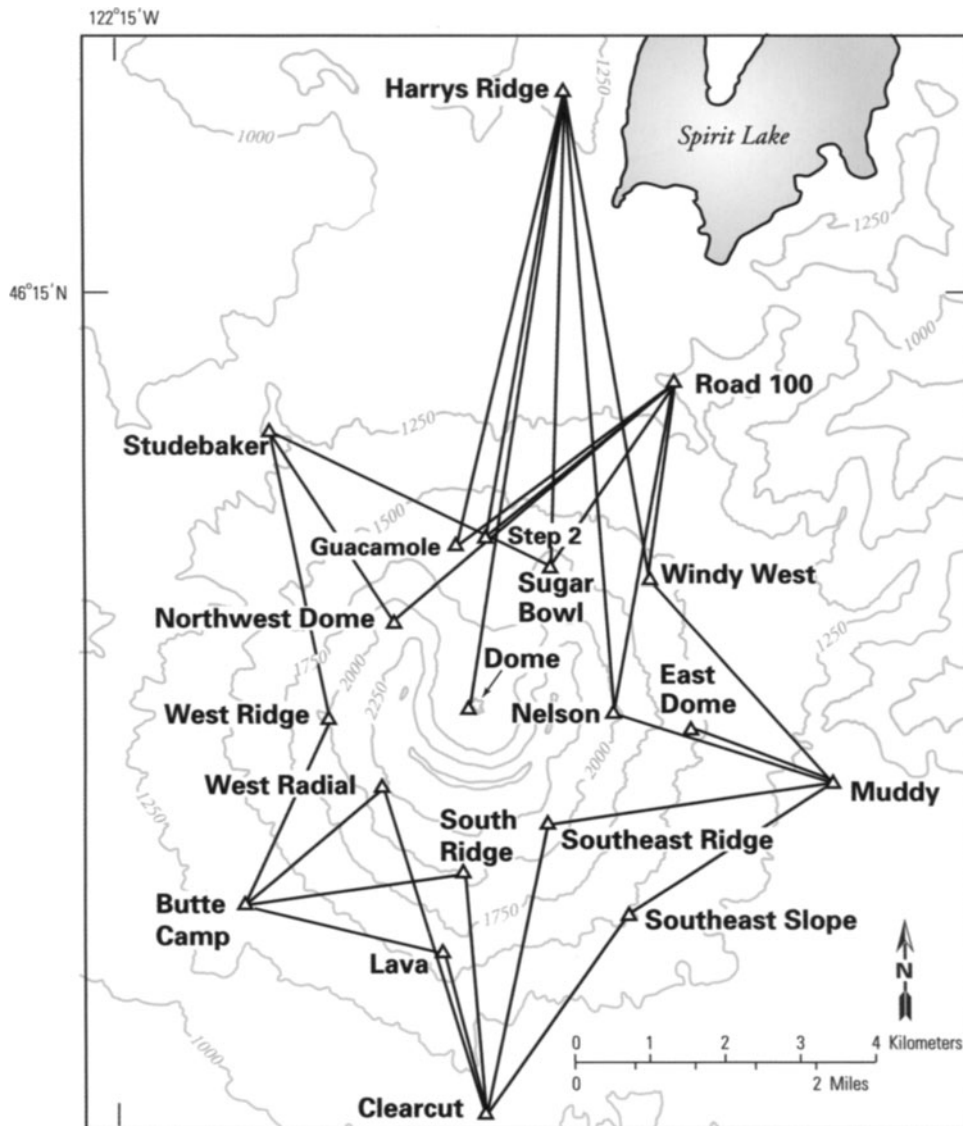 122°15'W
Harrys Ridge
1250
Spirit Lake
1000
1250
46°15'N
1000
Road 100
Studebaker
1250
1500
Guacamole
Step 2
Sugar
Bowl
Windy West
Northwest Dome
1250
1750
2000
Dome
East
Dome
2250
West Ridge
Nelson
2000
West Radial
Muddy
1250
South
Ridge
Southeast Ridge
Butte
Camp
1750
Southeast Slope
Lava
1500
N
1000
0 1 2 3 4 Kilometers
0 2 Miles
Clearcut